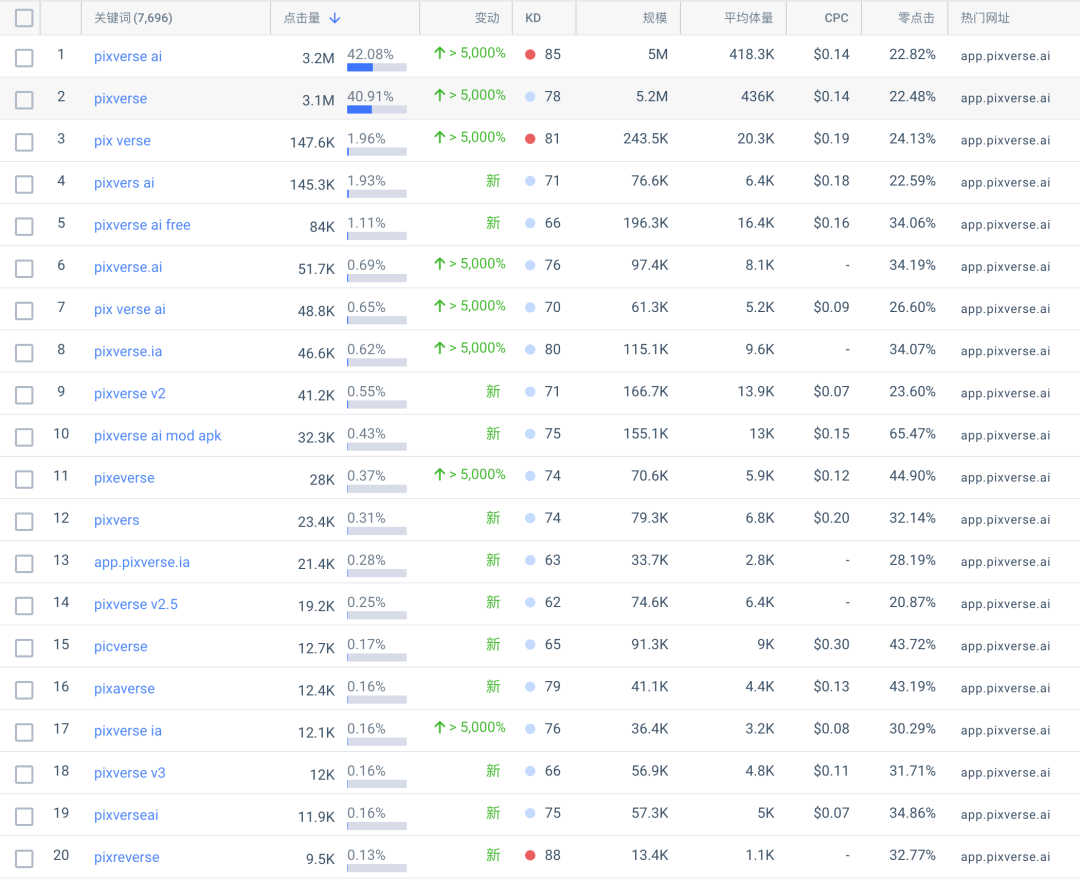 关键词 (7,696) 点击量 变动 KD 规模 平均体量 CPC 零点击 热门网址
1 pixverse ai 3.2M 42.08% > 5,000% 85 5M 418.3K $0.14 22.82% app.pixverse.ai
2 pixverse 3.1M 40.91% > 5,000% 78 5.2M 436K $0.14 22.48% app.pixverse.ai
3 pix verse 147.6K 1.96% > 5,000% 81 243.5K 20.3K $0.19 24.13% app.pixverse.ai
4 pixvers ai 145.3K 1.93% 新 71 76.6K 6.4K $0.18 22.59% app.pixverse.ai
5 pixverse ai free 84K 1.11% 新 66 196.3K 16.4K $0.16 34.06% app.pixverse.ai
6 pixverse.ai 51.7K 0.69% > 5,000% 76 97.4K 8.1K - 34.19% app.pixverse.ai
7 pix verse ai 48.8K 0.65% > 5,000% 70 61.3K 5.2K $0.09 26.60% app.pixverse.ai
8 pixverse.ia 46.6K 0.62% > 5,000% 80 115.1K 9.6K - 34.07% app.pixverse.ai
9 pixverse v2 41.2K 0.55% 新 71 166.7K 13.9K $0.07 23.60% app.pixverse.ai
10 pixverse ai mod apk 32.3K 0.43% 新 75 155.1K 13K $0.15 65.47% app.pixverse.ai
11 pixeverse 28K 0.37% > 5,000% 74 70.6K 5.9K $0.12 44.90% app.pixverse.ai
12 pixvers 23.4K 0.31% 新 74 79.3K 6.8K $0.20 32.14% app.pixverse.ai
13 app.pixverse.ia 21.4K 0.28% 新 63 33.7K 2.8K - 28.19% app.pixverse.ai
14 pixverse v2.5 19.2K 0.25% 新 62 74.6K 6.4K - 20.87% app.pixverse.ai
15 picverse 12.7K 0.17% 新 65 91.3K 9K $0.30 43.72% app.pixverse.ai
16 pixaverse 12.4K 0.16% 新 79 41.1K 4.4K $0.13 43.19% app.pixverse.ai
17 pixverse ia 12.1K 0.16% > 5,000% 76 36.4K 3.2K $0.08 30.29% app.pixverse.ai
18 pixverse v3 12K 0.16% 新 66 56.9K 4.8K $0.11 31.71% app.pixverse.ai
19 pixverseai 11.9K 0.16% 新 75 57.3K 5K $0.07 34.86% app.pixverse.ai
20 pixreverse 9.5K 0.13% 新 88 13.4K 1.1K - 32.77% app.pixverse.ai